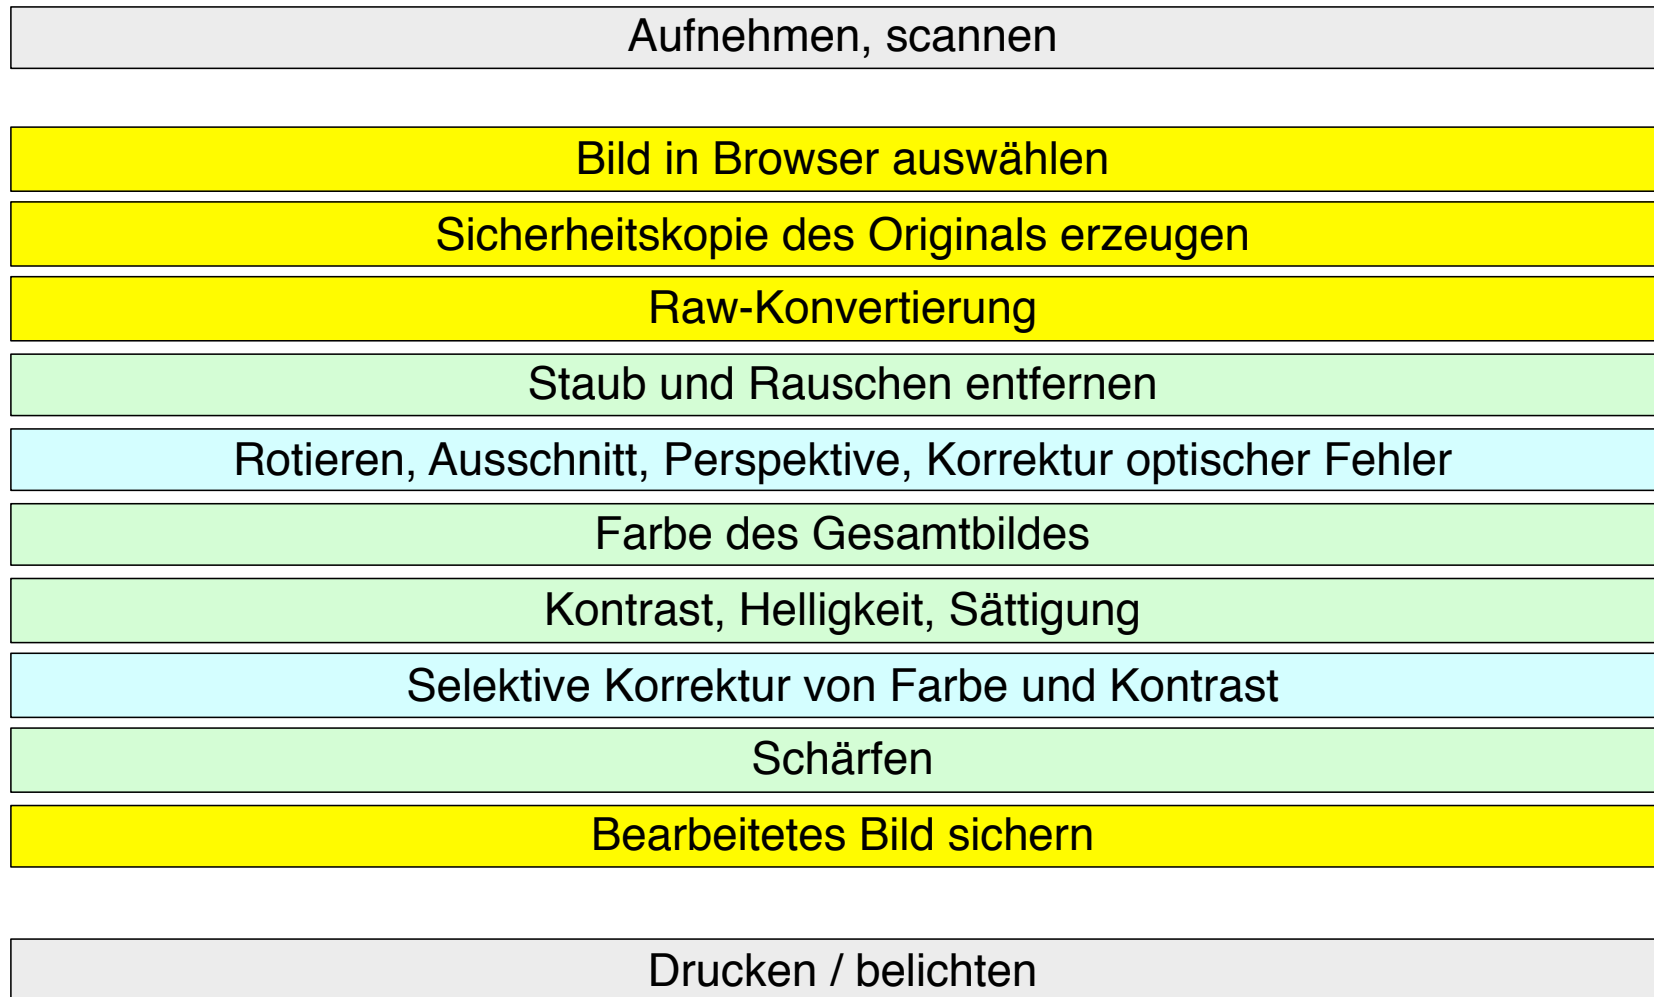 Aufnehmen, scannen
Bild in Browser auswählen
Sicherheitskopie des Originals erzeugen
Raw-Konvertierung
Staub und Rauschen entfernen
Rotieren, Ausschnitt, Perspektive, Korrektur optischer Fehler
Farbe des Gesamtbildes
Kontrast, Helligkeit, Sättigung
Selektive Korrektur von Farbe und Kontrast
Schärfen
Bearbeitetes Bild sichern
Drucken / belichten